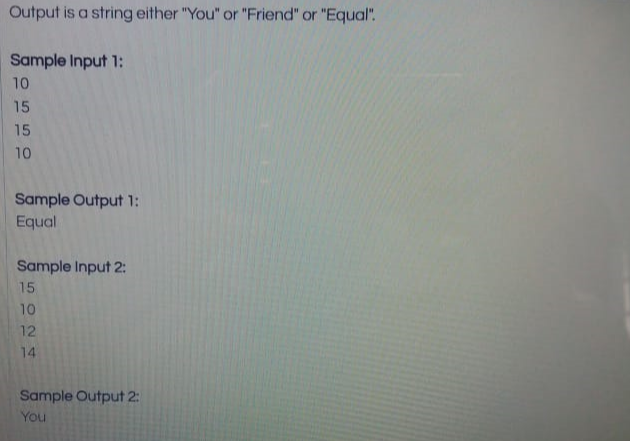 Output is a string either "You" or "Friend" or "Equal".
Sample Input 1:
10
15
15
10
Sample Output 1:
Equal
Sample Input 2:
15
10
12
14
Sample Output 2:
You